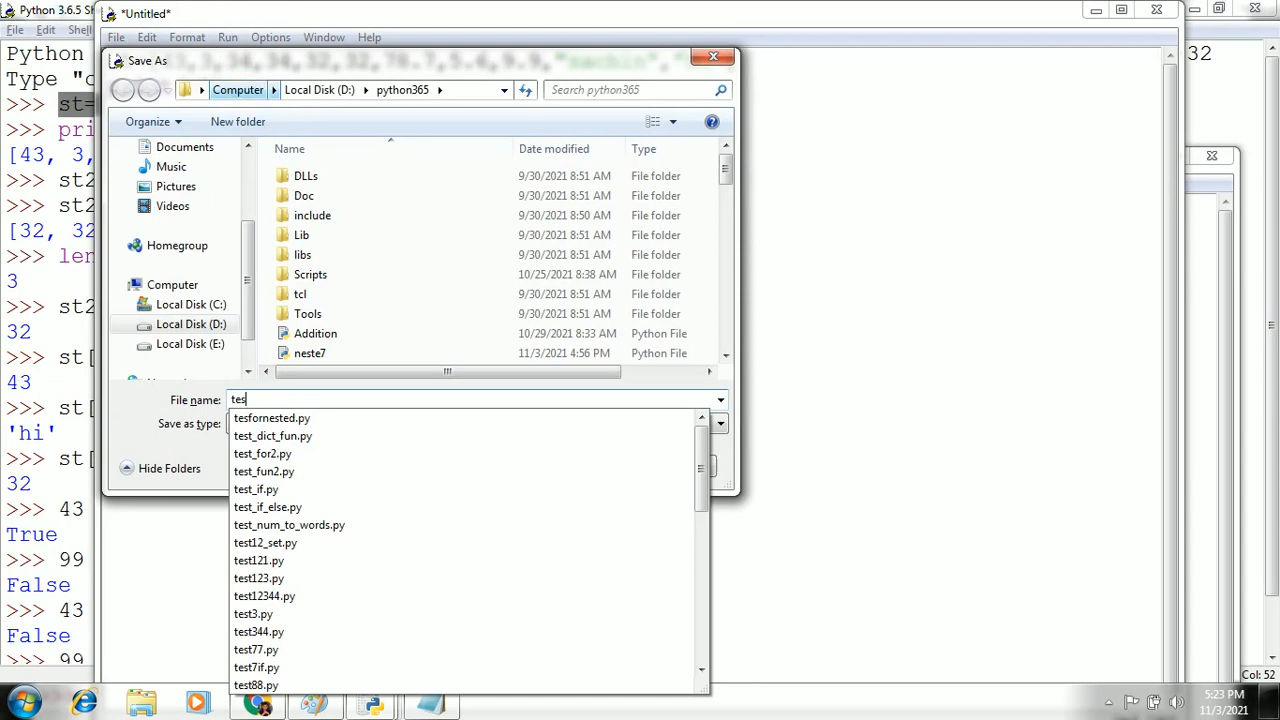 Python 3.6.5
*Untitled*
File Edit Shell
File Edit Format Run Options Window Help
Python
32
Type "c
>>> st=
>>> pri
[43, 3,
>>> st2
>>> st2
[32, 32
>>> len
3
>>> st2
32
>>> st[
43
>>> st[
'hi'
>>> st[
32
>>> 43
True
>>> 99
False
>>> 43
False
>>> 99
Save As
Computer Local Disk (D:) python365
Search python365
Organize New folder
Name Date modified Type
Documents
Music
Pictures
Videos
Homegroup
Computer
Local Disk (C:)
Local Disk (D:)
Local Disk (E:)
DLLs 9/30/2021 8:51 AM File folder
Doc 9/30/2021 8:51 AM File folder
include 9/30/2021 8:50 AM File folder
Lib 9/30/2021 8:51 AM File folder
libs 9/30/2021 8:51 AM File folder
Scripts 10/25/2021 8:38 AM File folder
tcl 9/30/2021 8:51 AM File folder
Tools 9/30/2021 8:51 AM File folder
Addition 10/29/2021 8:33 AM Python File
neste7 11/3/2021 4:56 PM Python File
File name: tes
Save as type:
Hide Folders
tesfornested.py
test_dict_fun.py
test_for2.py
test_fun2.py
test_if.py
test_if_else.py
test_num_to_words.py
test12_set.py
test121.py
test123.py
test12344.py
test3.py
test344.py
test77.py
test7if.py
test88.py
Col: 52
5:23 PM
11/3/2021